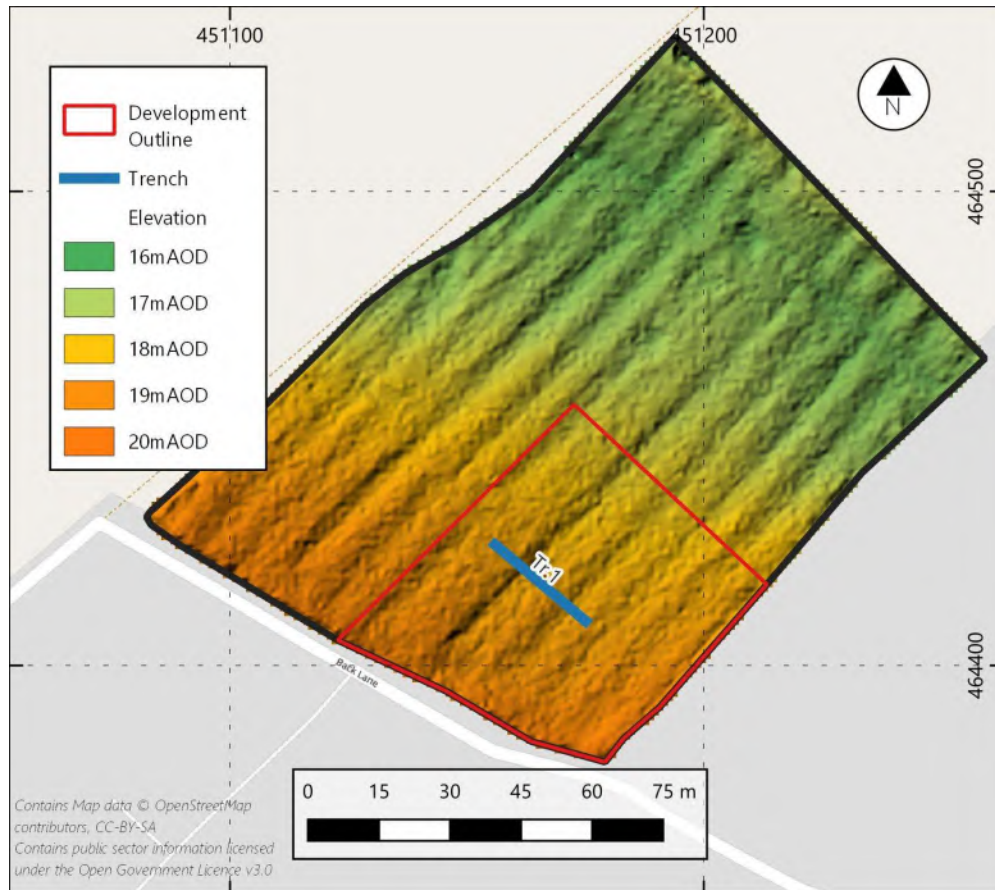 451100
451200
Development
Outline
Trench
Elevation
16mAOD
17mAOD
18mAOD
19mAOD
20mAOD
N
464500
Tr.1
464400
Back Lane
0 15 30 45 60 75 m
Contains Map data © OpenStreetMap
contributors, CC-BY-SA
Contains public sector information licensed
under the Open Government Licence v3.0